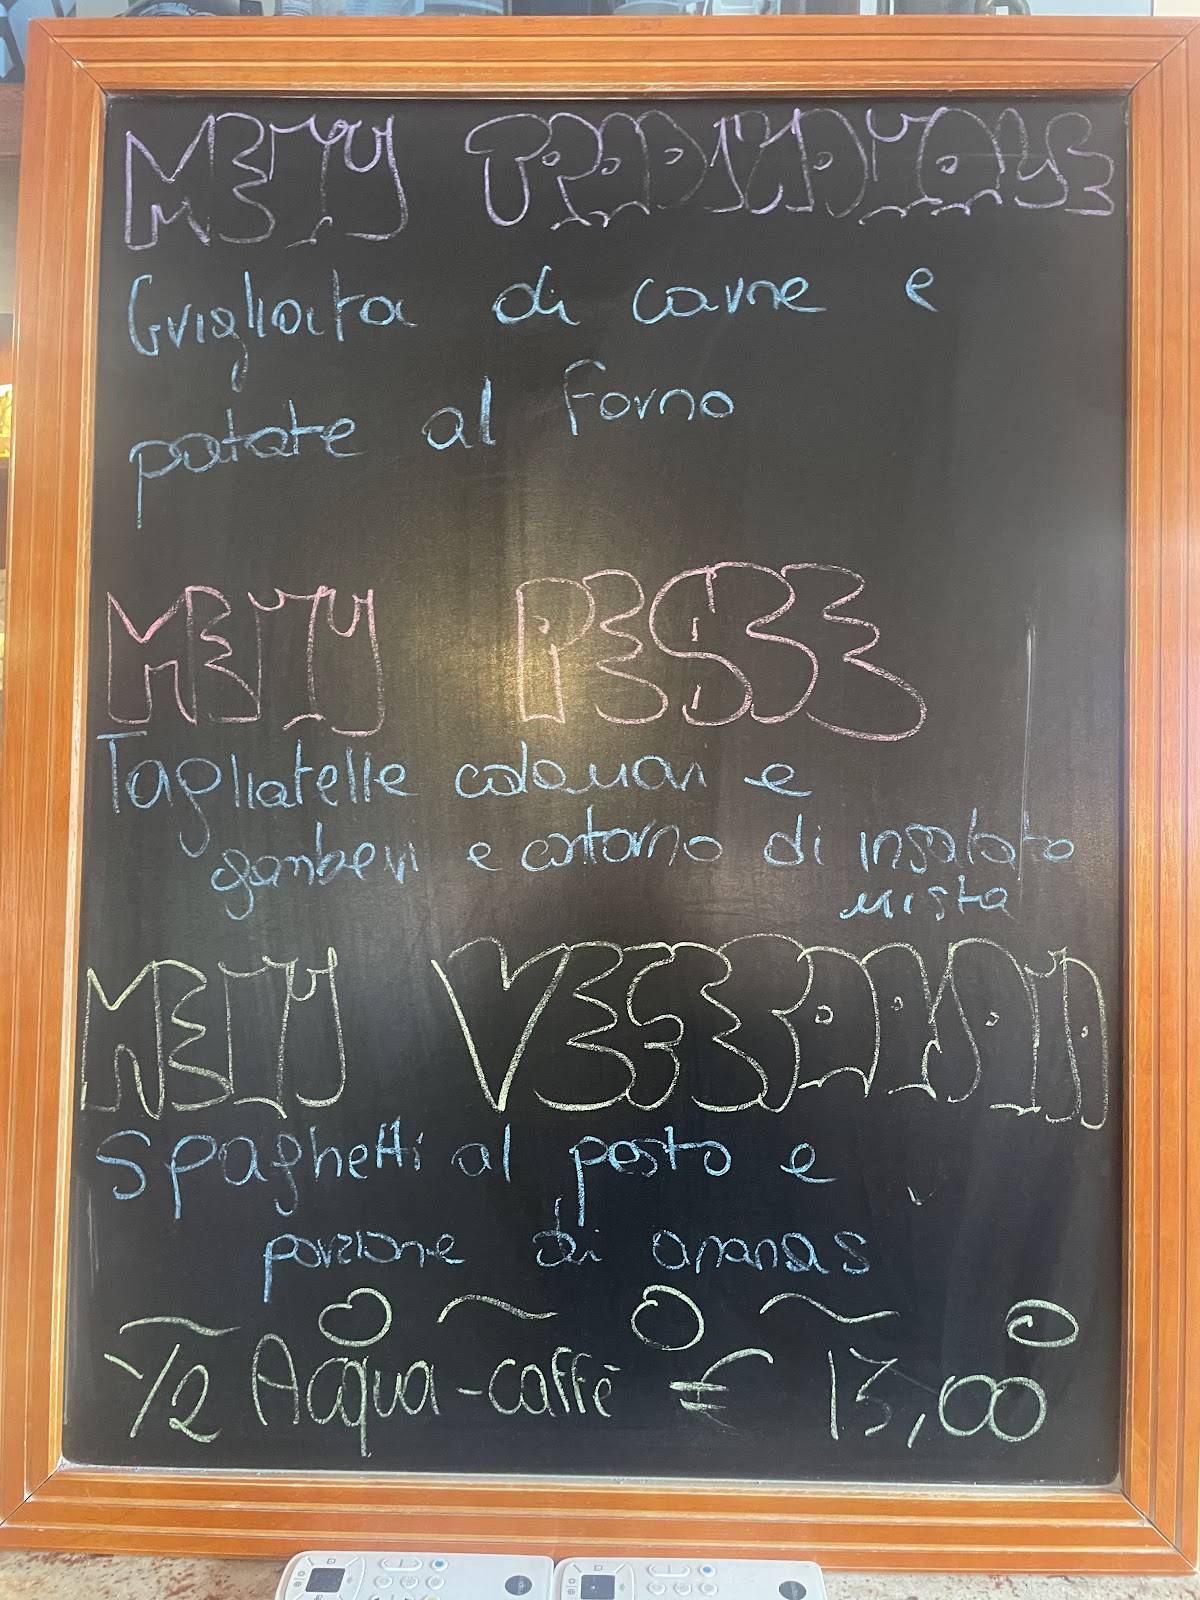 MENU TRADIZIONALE
Grigliata di carne e
patate al forno
MENU PESCE
Tagliatelle calamari e
gamberi e contorno di insalata
mista
MENU VEGETARIANA
Spaghetti al pesto e
porzione di ananas
1/2 Acqua-caffè € 13,00